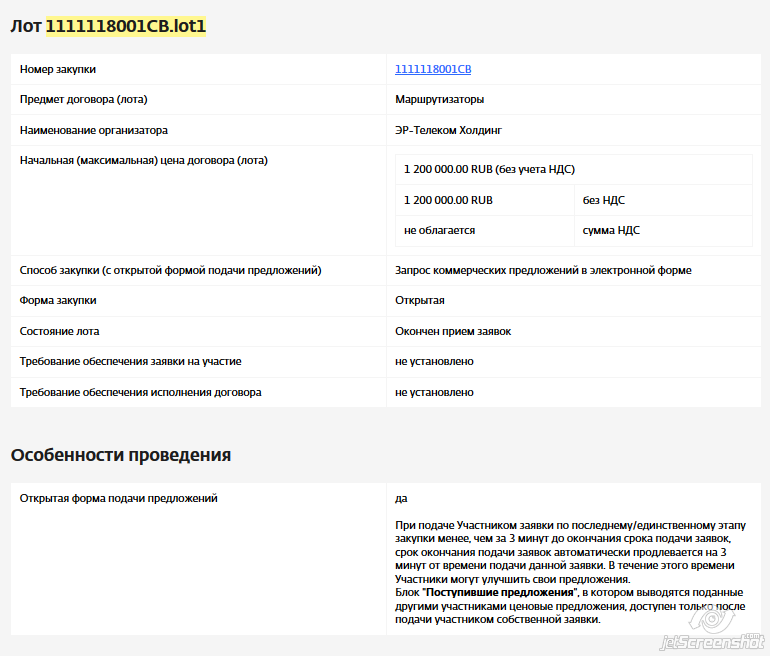 Лот 1111118001CB.lot1
Номер закупки
1111118001CB
Предмет договора (лота)
Маршрутизаторы
Наименование организатора
ЭР-Телеком Холдинг
Начальная (максимальная) цена договора (лота)
1 200 000.00 RUB (без учета НДС)
1 200 000.00 RUB
без НДС
не облагается
сумма НДС
Способ закупки (с открытой формой подачи предложений)
Запрос коммерческих предложений в электронной форме
Форма закупки
Открытая
Состояние лота
Окончен прием заявок
Требование обеспечения заявки на участие
не установлено
Требование обеспечения исполнения договора
не установлено
Особенности проведения
Открытая форма подачи предложений
да
При подаче Участником заявки по последнему/единственному этапу
закупки менее, чем за 3 минут до окончания срока подачи заявок,
срок окончания подачи заявок автоматически продлевается на 3
минут от времени подачи данной заявки. В течение этого времени
Участники могут улучшить свои предложения.
Блок "Поступившие предложения", в котором выводятся поданные
другими участниками ценовые предложения, доступен только после
подачи участником собственной заявки.
jetScreenshot.com